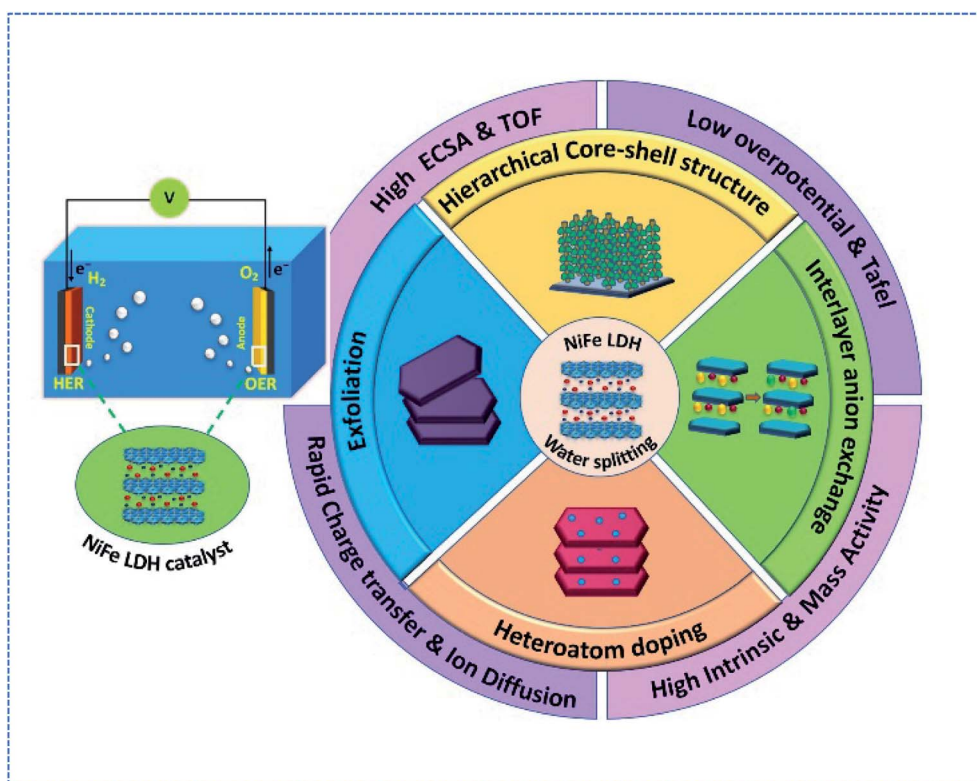 V
e⁻
H₂
Cathode
HER
O₂
e⁻
Anode
OER
NiFe LDH catalyst
High ECSA & TOF
Low overpotential & Tafel
High Intrinsic & Mass Activity
Rapid Charge transfer & Ion Diffusion
Hierarchical Core-shell structure
Interlayer anion exchange
Heteroatom doping
Exfoliation
NiFe LDH
Water splitting